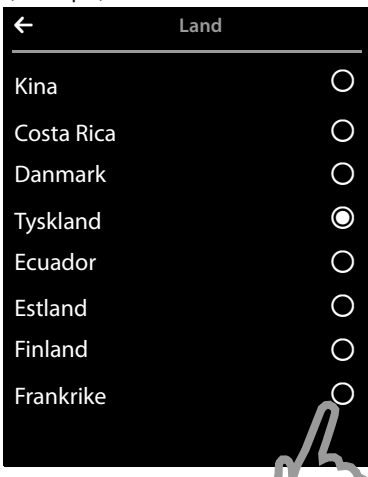 Land
Kina
Costa Rica
Danmark
Tyskland
Ecuador
Estland
Finland
Frankrike